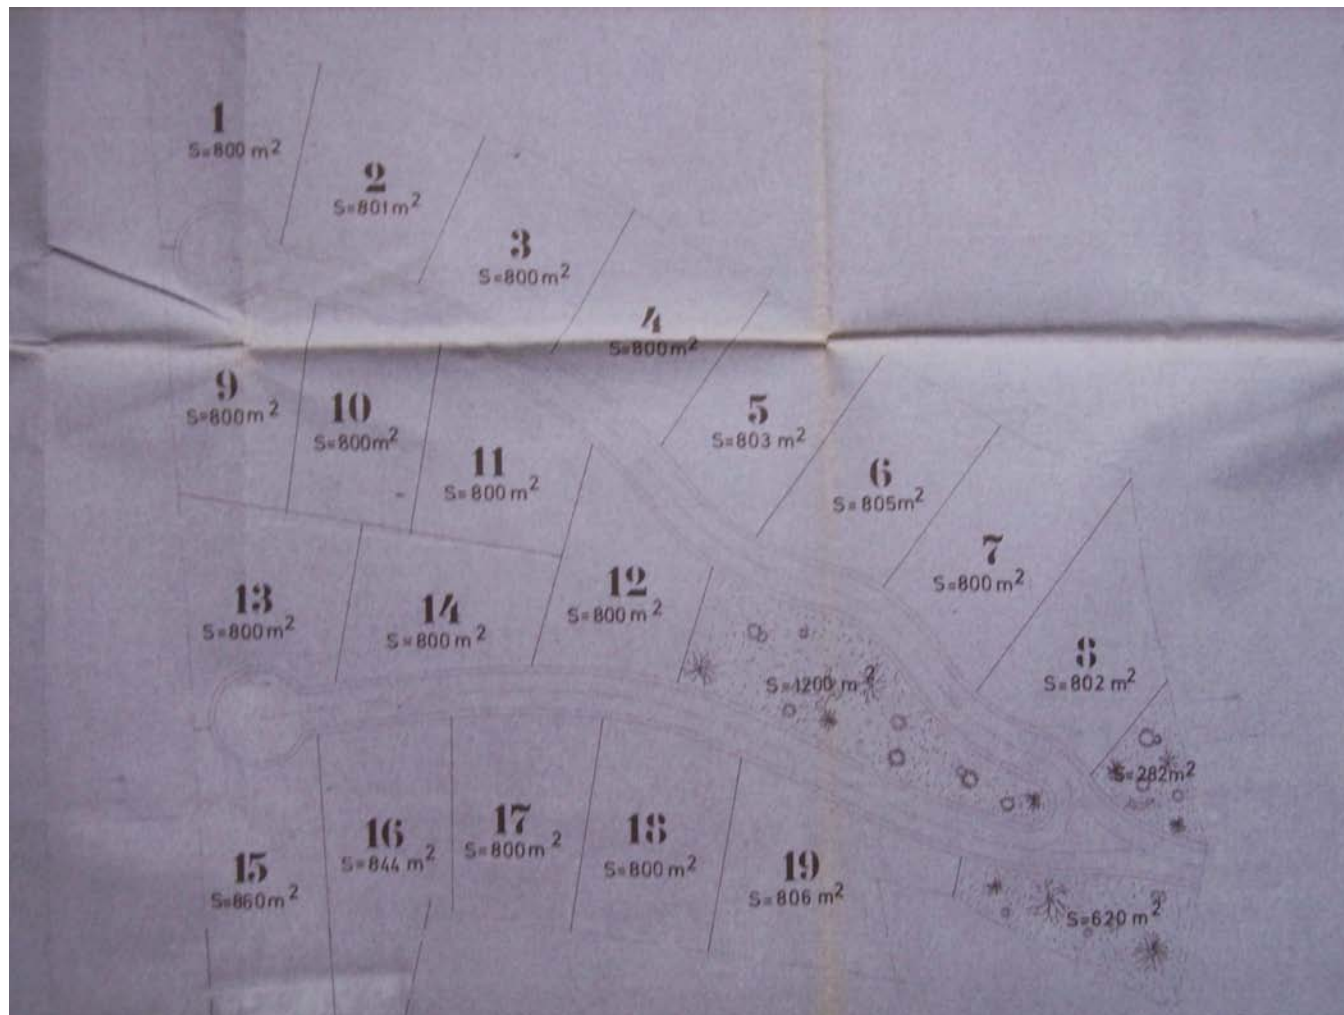 1
S=800 m²
2
S=801 m²
3
S=800 m²
4
S=800 m²
5
S=803 m²
6
S=805 m²
7
S=800 m²
8
S=802 m²
S=282 m²
9
S=800 m²
10
S=800 m²
11
S=800 m²
12
S=800 m²
S=1200 m²
13
S=800 m²
14
S=800 m²
15
S=860 m²
16
S=844 m²
17
S=800 m²
18
S=800 m²
19
S=806 m²
S=620 m²